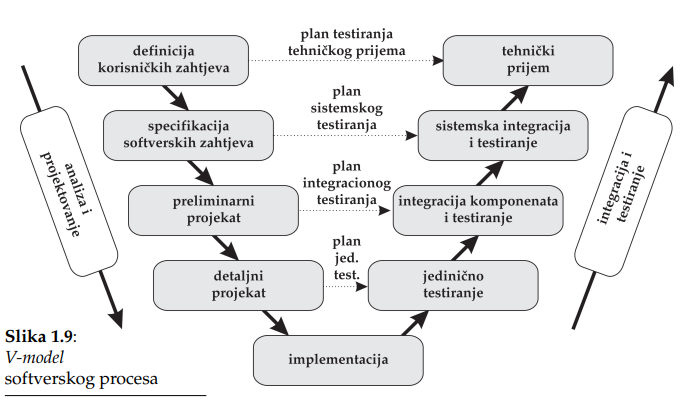 definicija
korisničkih zahtjeva
plan testiranja
tehničkog prijema
tehnički
prijem
specifikacija
softverskih zahtjeva
plan
sistemskog
testiranja
sistemska integracija
i testiranje
analiza i
projektovanje
preliminarni
projekat
plan
integracionog
testiranja
integracija komponenata
i testiranje
integracija i
testiranje
detaljni
projekat
plan
jed.
test.
jedinično
testiranje
implementacija
Slika 1.9:
V-model
softverskog procesa